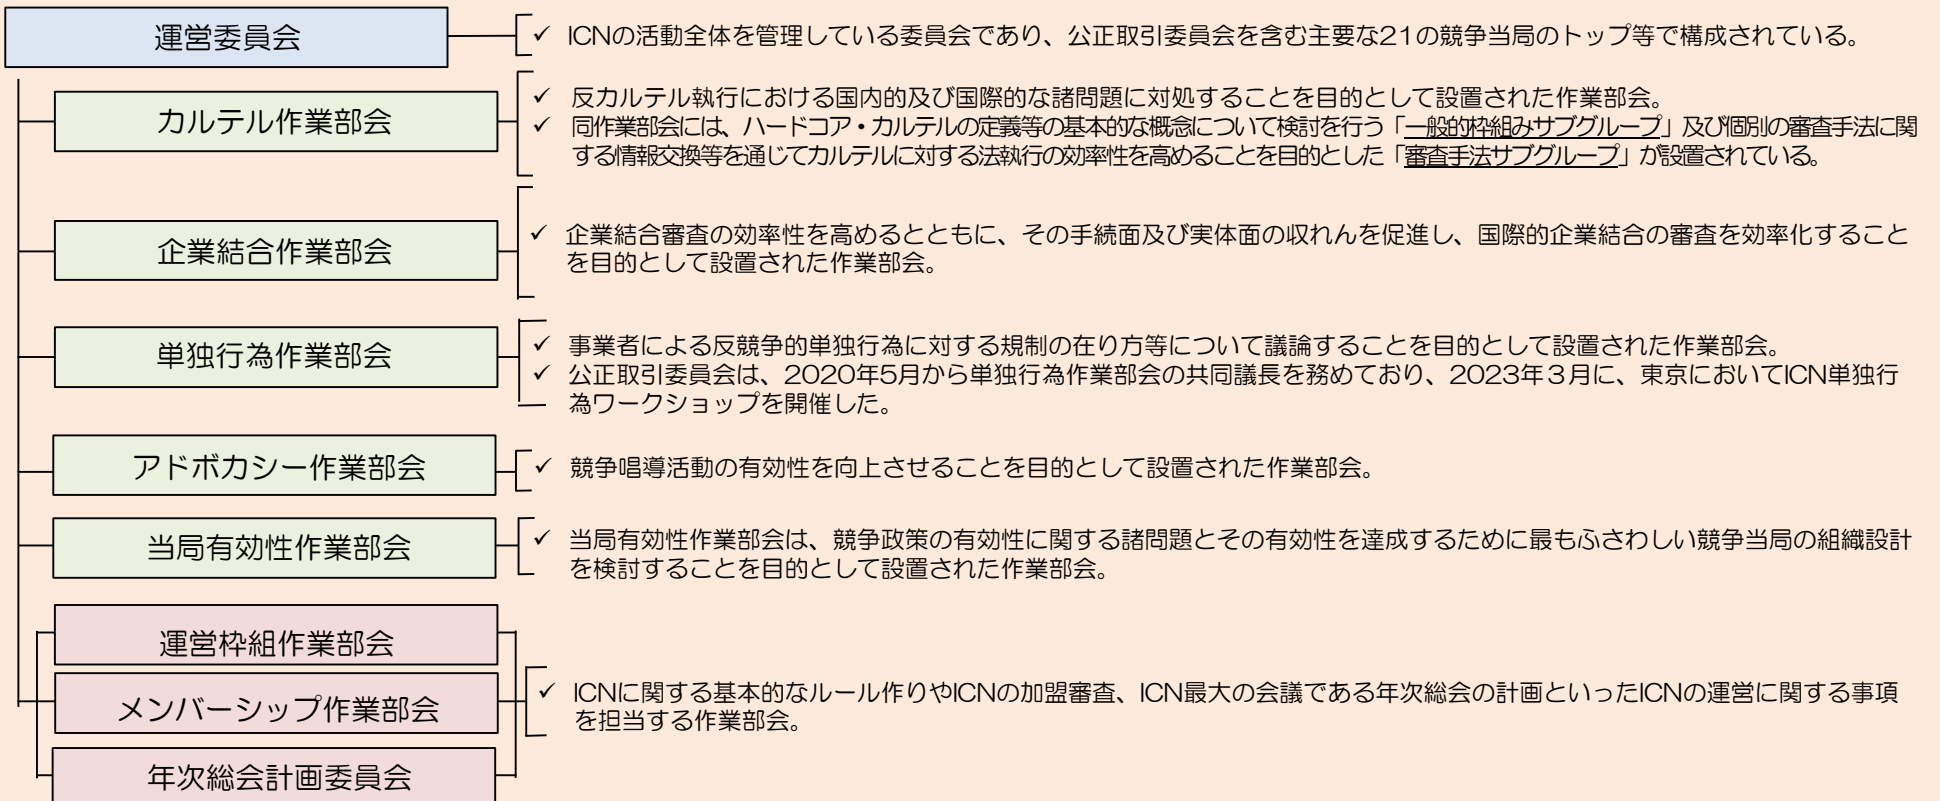 運営委員会
✓ ICNの活動全体を管理している委員会であり、公正取引委員会を含む主要な21の競争当局のトップ等で構成されている。
カルテル作業部会
✓ 反カルテル執行における国内的及び国際的な諸問題に対処することを目的として設置された作業部会。
✓ 同作業部会には、ハードコア・カルテルの定義等の基本的な概念について検討を行う「一般的枠組みサブグループ」及び個別の審査手法に関
する情報交換等を通じてカルテルに対する法執行の効率性を高めることを目的とした「審査手法サブグループ」が設置されている。
企業結合作業部会
✓ 企業結合審査の効率性を高めるとともに、その手続面及び実体面の収れんを促進し、国際的企業結合の審査を効率化すること
を目的として設置された作業部会。
単独行為作業部会
✓ 事業者による反競争的単独行為に対する規制の在り方等について議論することを目的として設置された作業部会。
✓ 公正取引委員会は、2020年5月から単独行為作業部会の共同議長を務めており、2023年3月に、東京においてICN単独行
為ワークショップを開催した。
アドボカシー作業部会
✓ 競争唱導活動の有効性を向上させることを目的として設置された作業部会。
当局有効性作業部会
✓ 当局有効性作業部会は、競争政策の有効性に関する諸問題とその有効性を達成するために最もふさわしい競争当局の組織設計
を検討することを目的として設置された作業部会。
運営枠組作業部会
メンバーシップ作業部会
年次総会計画委員会
✓ ICNに関する基本的なルール作りやICNの加盟審査、ICN最大の会議である年次総会の計画といったICNの運営に関する事項
を担当する作業部会。